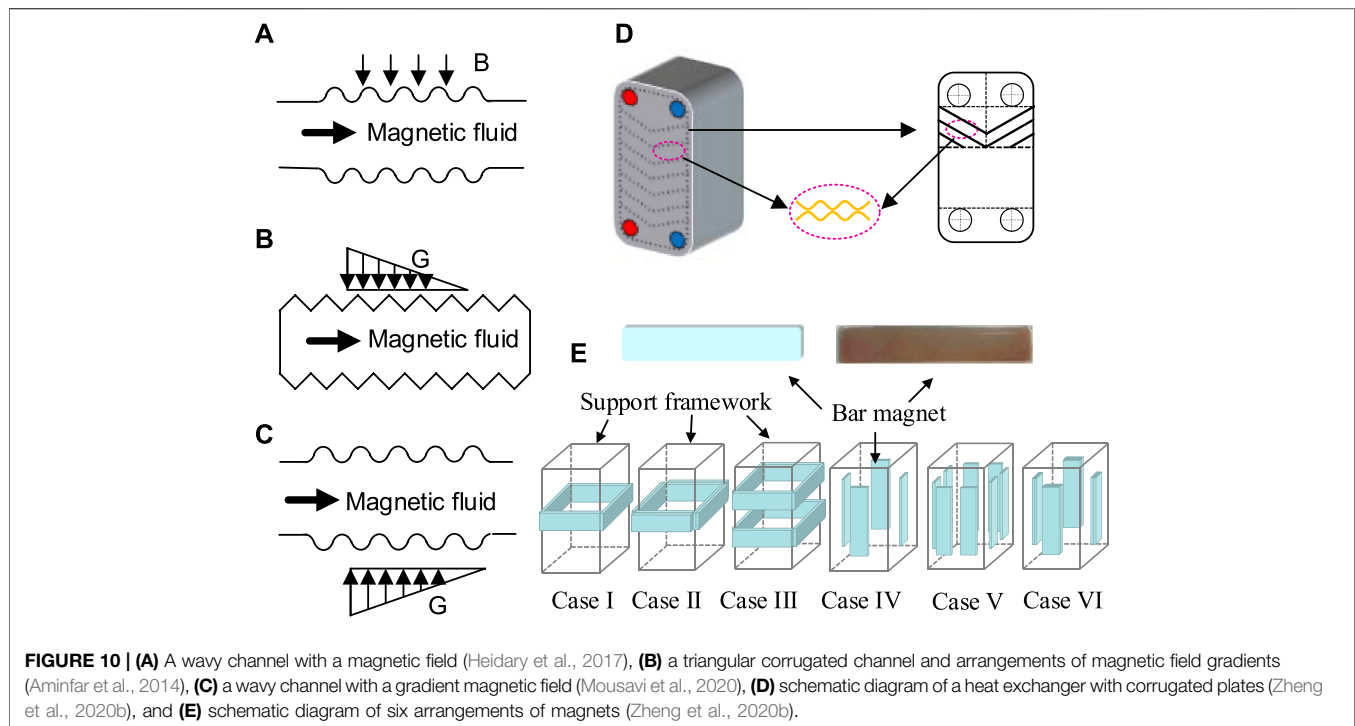 A
B
Magnetic fluid
B
G
Magnetic fluid
C
Magnetic fluid
G
D
E
Support framework
Bar magnet
Case I Case II Case III Case IV Case V Case VI
FIGURE 10 | (A) A wavy channel with a magnetic field (Heidary et al., 2017), (B) a triangular corrugated channel and arrangements of magnetic field gradients
(Aminfar et al., 2014), (C) a wavy channel with a gradient magnetic field (Mousavi et al., 2020), (D) schematic diagram of a heat exchanger with corrugated plates (Zheng
et al., 2020b), and (E) schematic diagram of six arrangements of magnets (Zheng et al., 2020b).